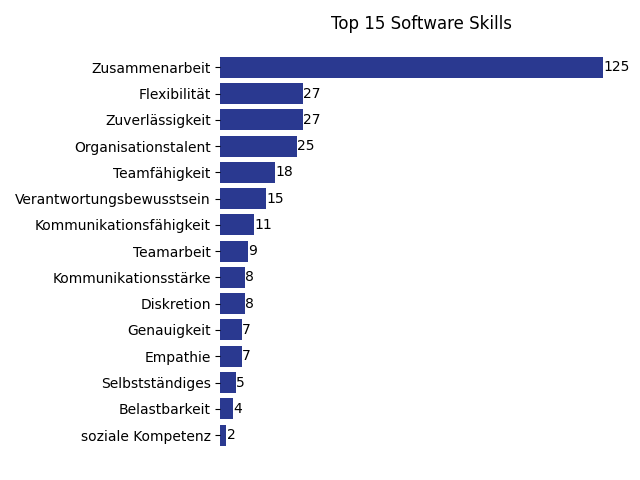 Top 15 Software Skills
Zusammenarbeit 125
Flexibilität 27
Zuverlässigkeit 27
Organisationstalent 25
Teamfähigkeit 18
Verantwortungsbewusstsein 15
Kommunikationsfähigkeit 11
Teamarbeit 9
Kommunikationsstärke 8
Diskretion 8
Genauigkeit 7
Empathie 7
Selbstständiges 5
Belastbarkeit 4
soziale Kompetenz 2